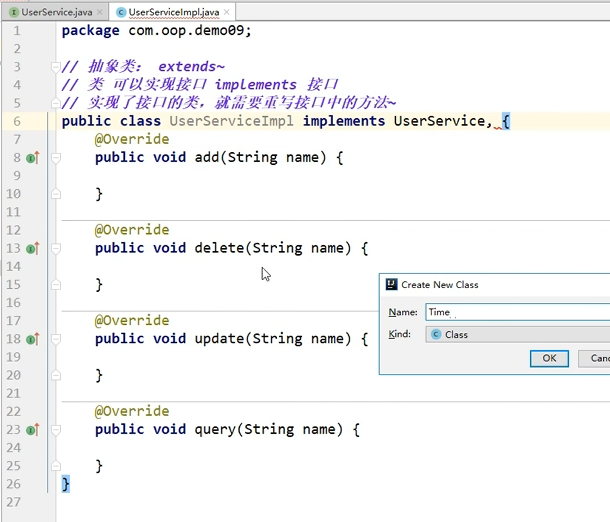 UserService.java × UserServiceImpl.java ×
1 package com.oop.demo09;
2
3 // 抽象类: extends~
4 // 类 可以实现接口 implements 接口
5 // 实现了接口的类，就需要重写接口中的方法~
6 public class UserServiceImpl implements UserService, {
7 @Override
8 public void add(String name) {
9
10 }
11
12 @Override
13 public void delete(String name) {
14
15 }
16
17 @Override
18 public void update(String name) {
19
20 }
21
22 @Override
23 public void query(String name) {
24
25 }
26 }
27
Create New Class
Name: Time
Kind: Class
OK